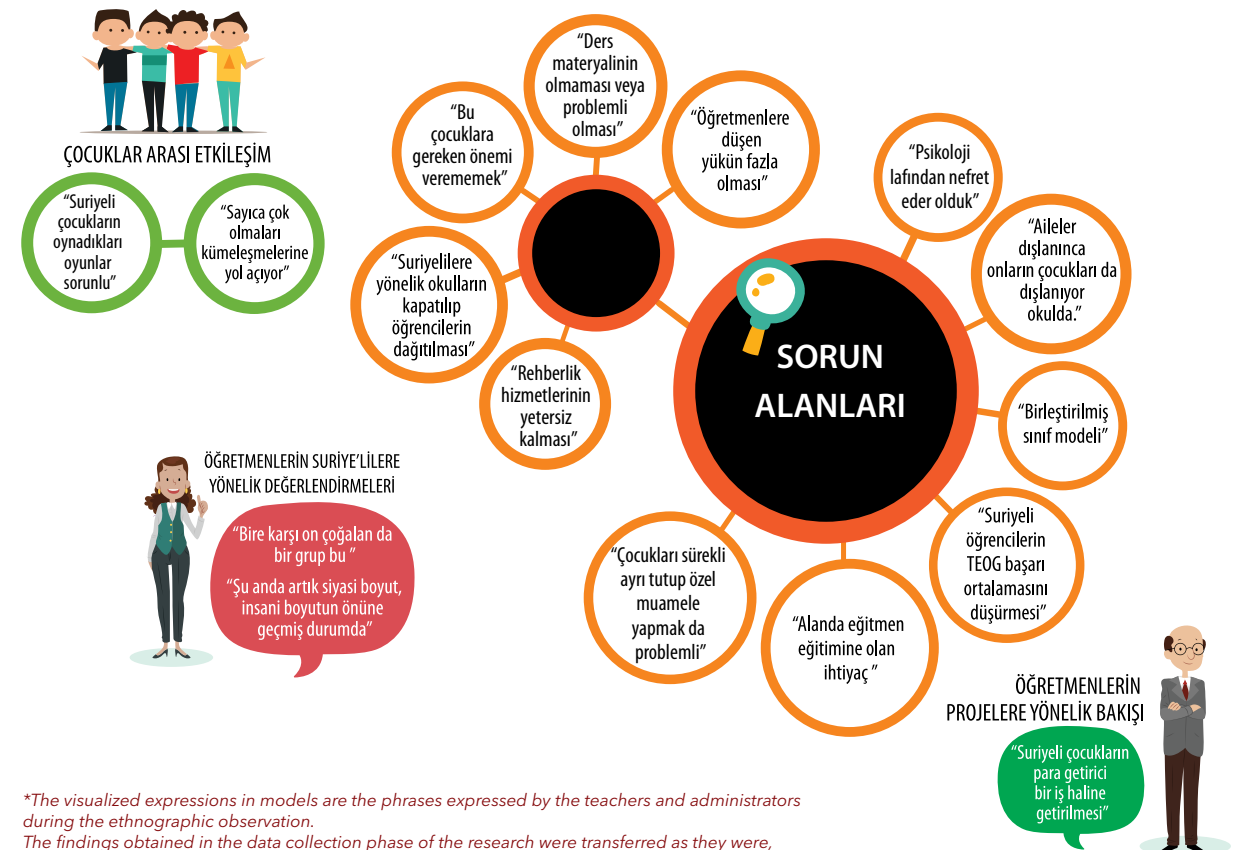 ÇOCUKLAR ARASI ETKİLEŞİM
“Suriyeli
çocukların
oynadıkları
oyunlar
sorunlu”
“Sayıca çok
olmaları
kümeleşmelerine
yol açıyor”
“Bu
çocuklara
gereken önemi
verememek”
“Ders
materyalinin
olmaması veya
problemli
olması”
“Öğretmenlere
düşen
yükün fazla
olması”
“Suriyelilere
yönelik okulların
kapatılıp
öğrencilerin
dağıtılması”
“Rehberlik
hizmetlerinin
yetersiz
kalması”
SORUN
ALANLARI
“Psikoloji
lafından nefret
eder olduk”
“Aileler
dışlanınca
onların çocukları da
dışlanıyor
okulda.”
“Birleştirilmiş
sınıf modeli”
“Suriyeli
öğrencilerin
TEOG başarı
ortalamasını
düşürmesi”
“Alanda eğitmen
eğitimine olan
ihtiyaç ”
“Çocukları sürekli
ayrı tutup özel
muamele
yapmak da
problemli”
ÖĞRETMENLERİN SURİYE’LİLERE
YÖNELİK DEĞERLENDİRMELERİ
“Bire karşı on çoğalan da
bir grup bu ”
“Şu anda artık siyasi boyut,
insani boyutun önüne
geçmiş durumda”
ÖĞRETMENLERİN
PROJELERE YÖNELİK BAKIŞI
“Suriyeli çocukların
para getirici
bir iş haline
getirilmesi”
*The visualized expressions in models are the phrases expressed by the teachers and administrators
during the ethnographic observation.
The findings obtained in the data collection phase of the research were transferred as they were,